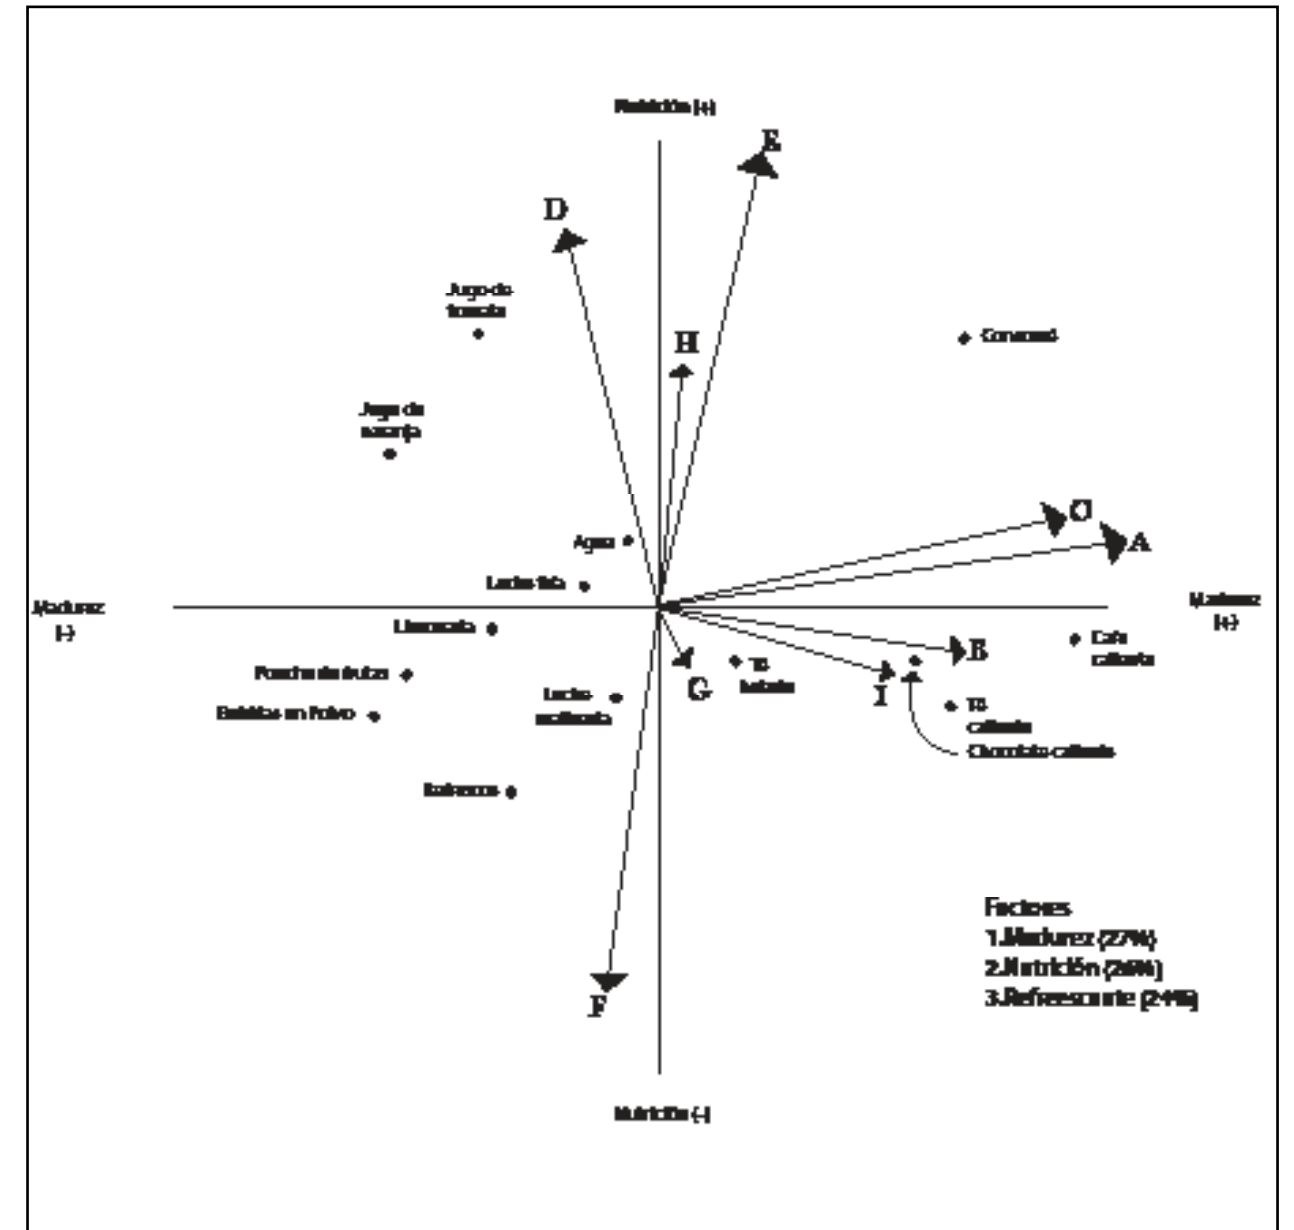 Nutrición (+)
E
D
Jugo de
tomate
H
Consomé
Jugo de
naranja
C
A
Agua
Leche fría
Madurez
(-)
Madurez
(+)
Limonada
Café
caliente
B
Ponche de frutas
Té
helado
G
I
Leche
malteada
Bebidas en Polvo
Té
caliente
Chocolate caliente
Refrescos
Factores
1.Madurez (27%)
2.Nutrición (26%)
3.Refreescante (24%)
F
Nutrición (-)